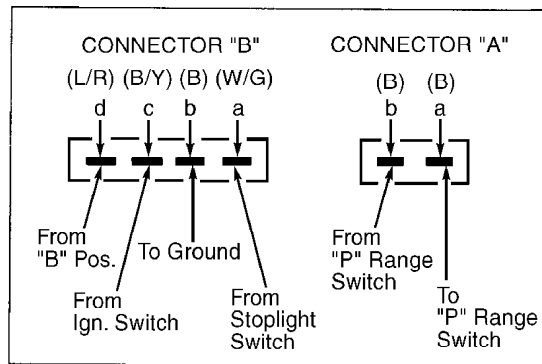 CONNECTOR "B"
(L/R) (B/Y) (B) (W/G)
d c b a
From
"B" Pos.
To Ground
From
Ign. Switch
From
Stoplight
Switch
CONNECTOR "A"
(B) (B)
b a
From
"P" Range
Switch
To
"P" Range
Switch